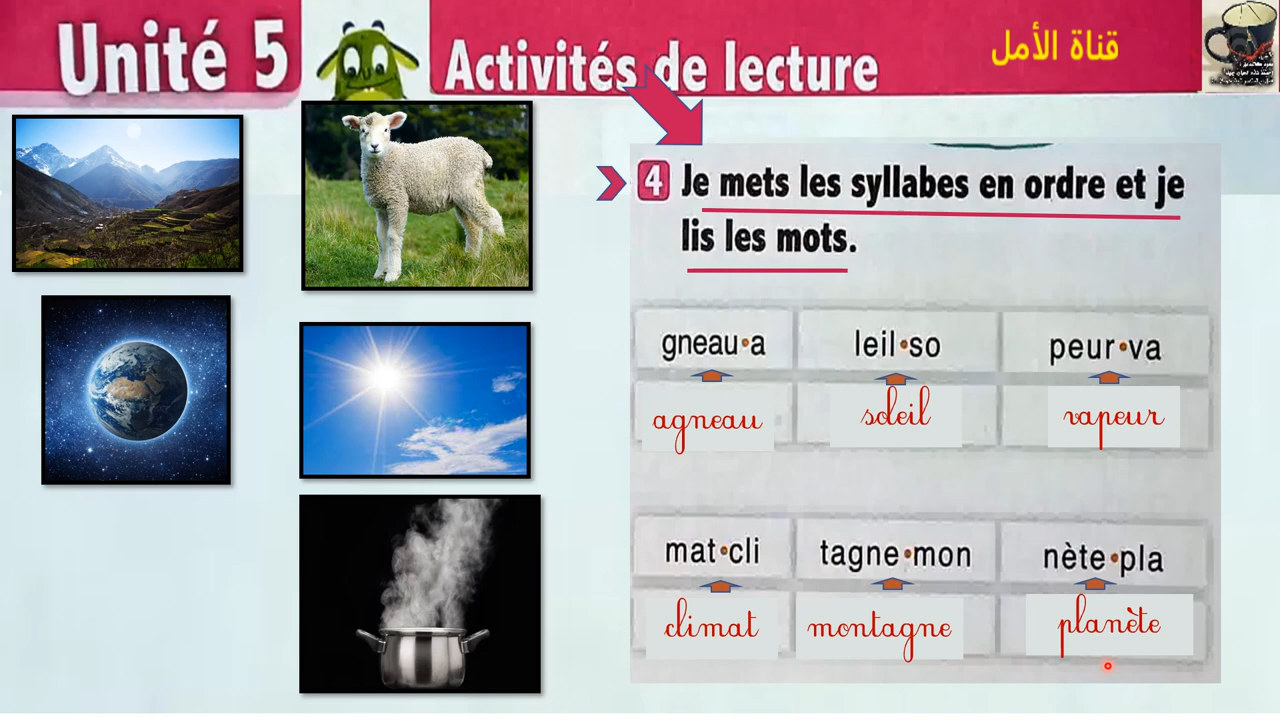 Unité 5
Activités de lecture
قناة الأمل
4 Je mets les syllabes en ordre et je
lis les mots.
gneau•a leil•so peur•va
agneau soleil vapeur
mat•cli tagne•mon nète•pla
climat montagne planète